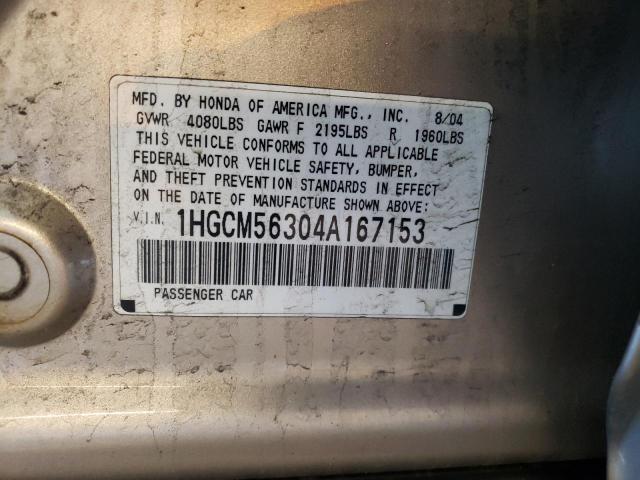 MFD. BY HONDA OF AMERICA MFG., INC. 8/04
GVWR 4080LBS GAWR F 2195LBS R 1960LBS
THIS VEHICLE CONFORMS TO ALL APPLICABLE
FEDERAL MOTOR VEHICLE SAFETY, BUMPER,
AND THEFT PREVENTION STANDARDS IN EFFECT
ON THE DATE OF MANUFACTURE SHOWN ABOVE:
V.I.N. 1HGCM56304A167153
PASSENGER CAR